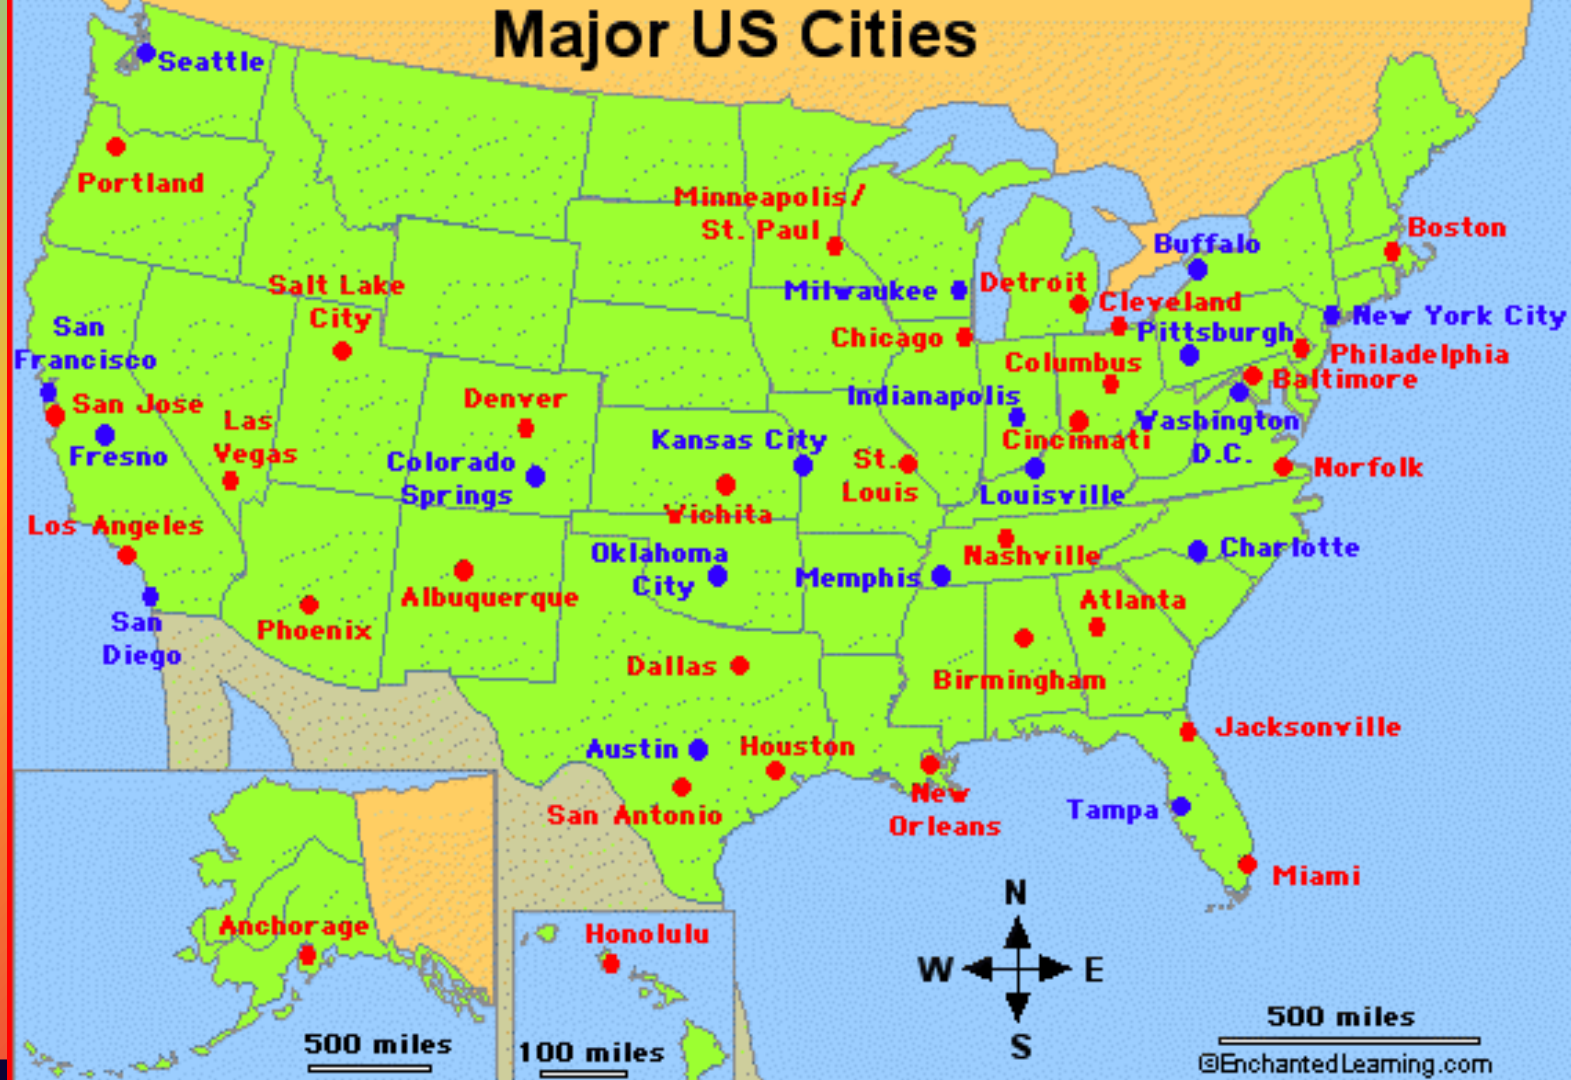 Major US Cities
Seattle
Portland
Minneapolis/
St. Paul
Boston
Buffalo
Salt Lake
City
Milwaukee
Detroit
Cleveland
New York City
San
Francisco
Chicago
Pittsburgh
Philadelphia
Columbus
Baltimore
San Jose
Las
Vegas
Denver
Indianapolis
Fresno
Kansas City
Cincinnati
Washington
D.C.
Colorado
Springs
St.
Louis
Norfolk
Louisville
Wichita
Los Angeles
Oklahoma
City
Nashville
Charlotte
Memphis
Albuquerque
Atlanta
San
Diego
Phoenix
Dallas
Birmingham
Jacksonville
Austin
Houston
New
Orleans
San Antonio
Tampa
Miami
Anchorage
Honolulu
N
W
E
S
500 miles
100 miles
500 miles
©EnchantedLearning.com